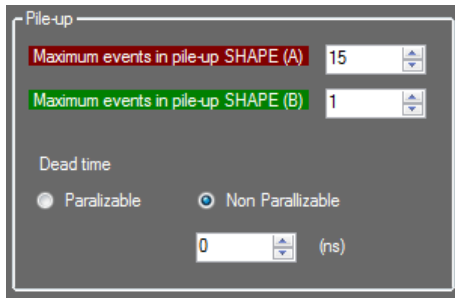 Pile-up
Maximum events in pile-up SHAPE (A) 15
Maximum events in pile-up SHAPE (B) 1
Dead time
Paralizable Non Parallizable
0 (ns)